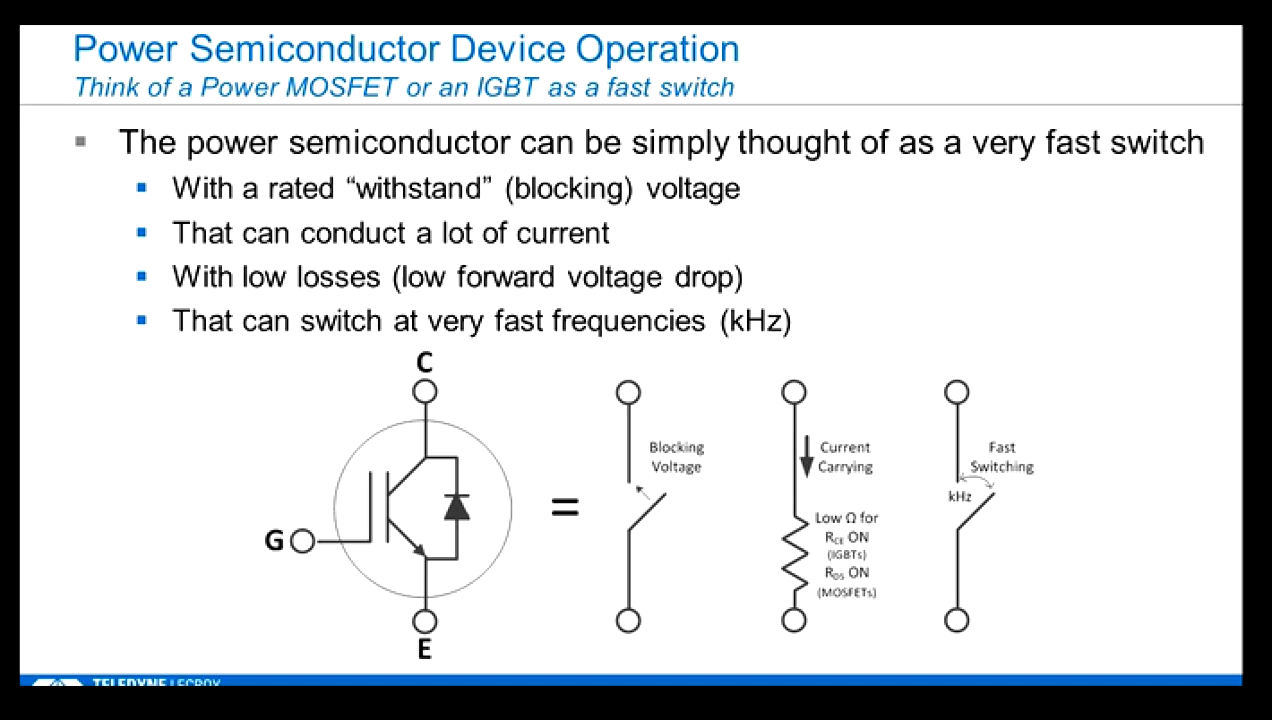 Power Semiconductor Device Operation
Think of a Power MOSFET or an IGBT as a fast switch
The power semiconductor can be simply thought of as a very fast switch
With a rated “withstand” (blocking) voltage
That can conduct a lot of current
With low losses (low forward voltage drop)
That can switch at very fast frequencies (kHz)
C
G
E
=
Blocking
Voltage
Current
Carrying
Low Ω for
RCE ON
(IGBTs)
RDS ON
(MOSFETs)
Fast
Switching
kHz
TELEDYNE LECROY